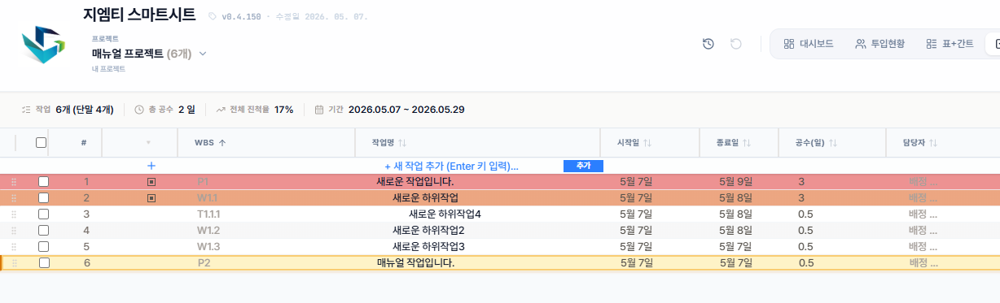 지엠티 스마트시트 v0.4.150 · 수정일 2026. 05. 07.
프로젝트
매뉴얼 프로젝트 (6개)
내 프로젝트
대시보드 투입현황 표+간트
작업 6개 (단말 4개) 총 공수 2 일 전체 진척율 17% 기간 2026.05.07 ~ 2026.05.29
# WBS 작업명 시작일 종료일 공수(일) 담당자
+ 새 작업 추가 (Enter 키 입력)... 추가
1 P1 새로운 작업입니다. 5월 7일 5월 9일 3 배정 ...
2 W1.1 새로운 하위작업 5월 7일 5월 8일 3 배정 ...
3 T1.1.1 새로운 하위작업4 5월 7일 5월 8일 0.5 배정 ...
4 W1.2 새로운 하위작업2 5월 7일 5월 8일 0.5 배정 ...
5 W1.3 새로운 하위작업3 5월 7일 5월 7일 0.5 배정 ...
6 P2 매뉴얼 작업입니다. 5월 7일 5월 7일 0.5 배정 ...